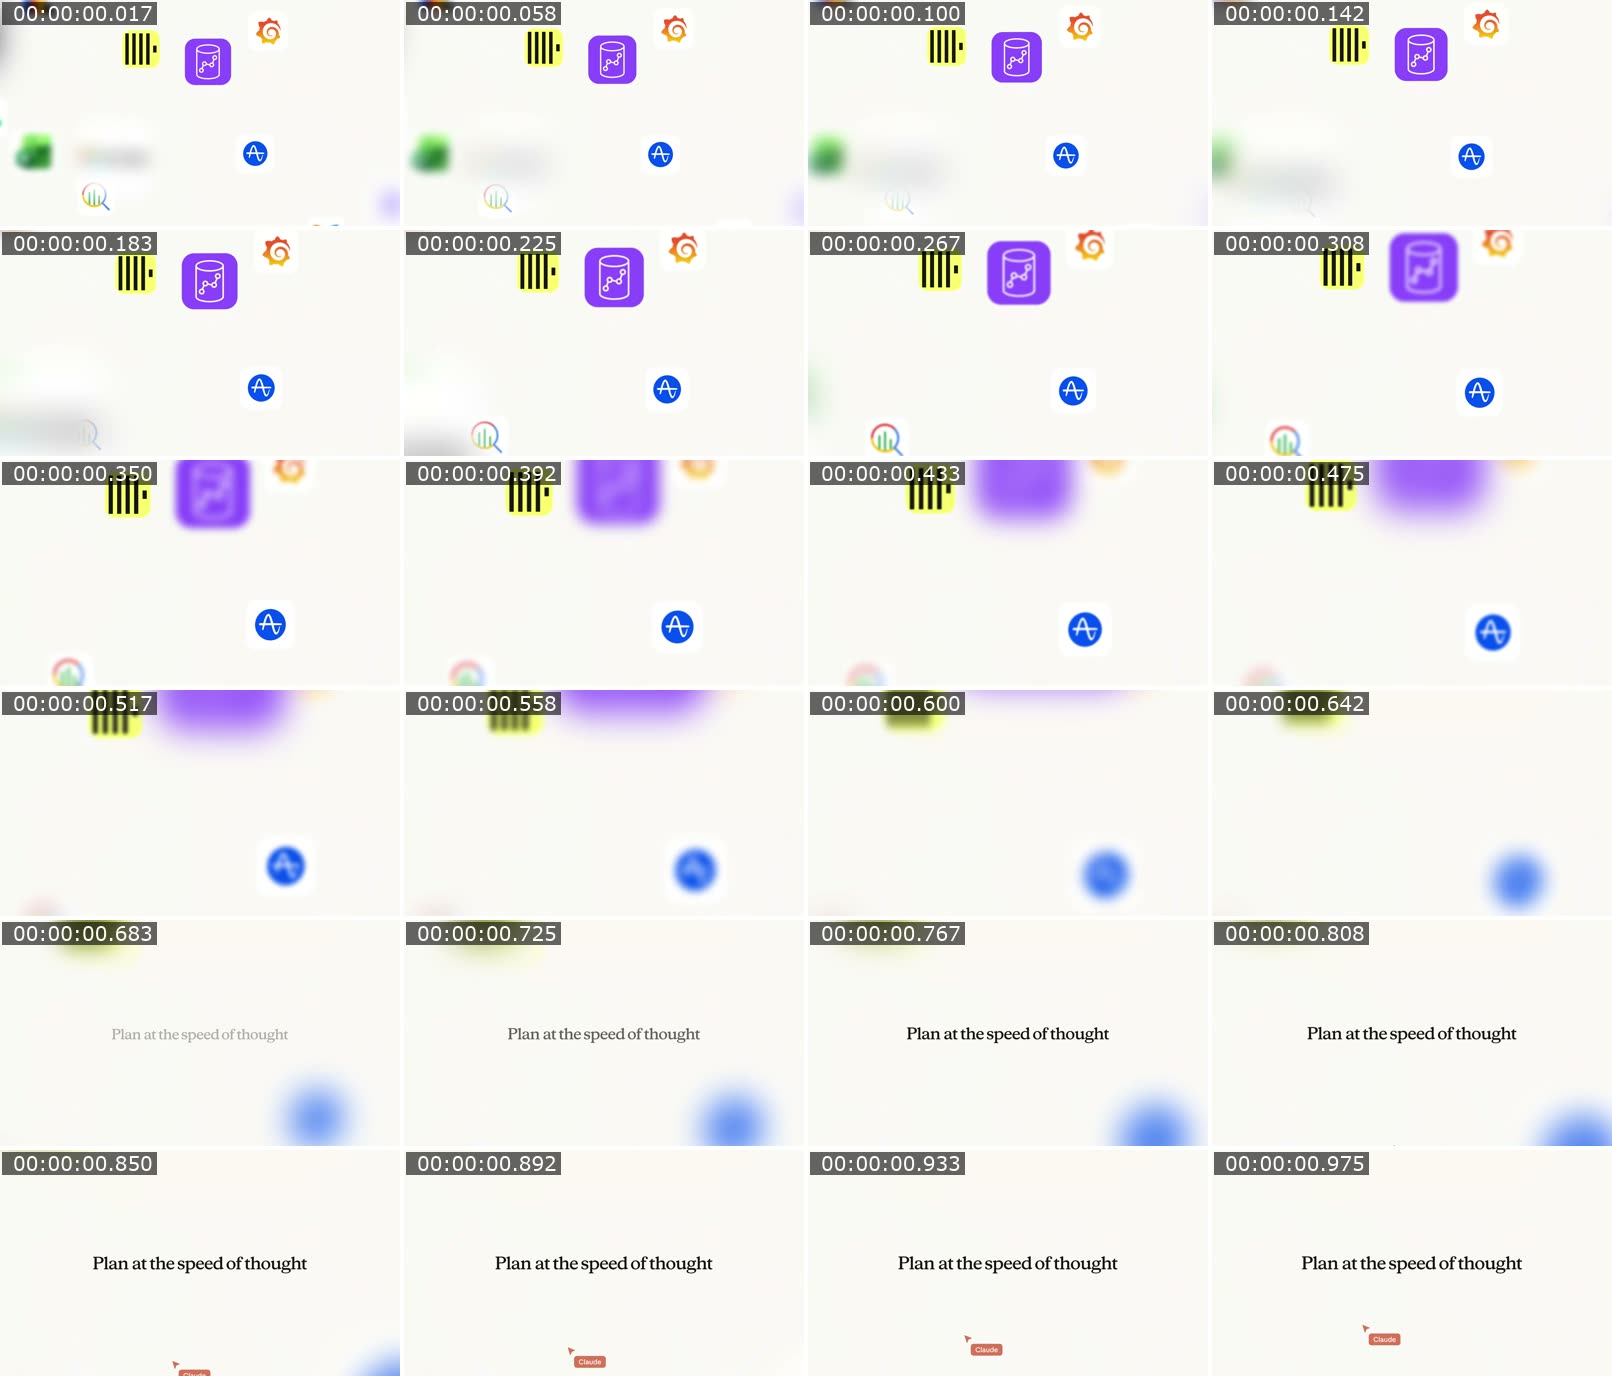 00:00:00.017
00:00:00.058
00:00:00.100
00:00:00.142
00:00:00.183
00:00:00.225
00:00:00.267
00:00:00.308
00:00:00.350
00:00:00.392
00:00:00.433
00:00:00.475
00:00:00.517
00:00:00.558
00:00:00.600
00:00:00.642
00:00:00.683
00:00:00.725
00:00:00.767
00:00:00.808
Plan at the speed of thought
Plan at the speed of thought
Plan at the speed of thought
Plan at the speed of thought
00:00:00.850
00:00:00.892
00:00:00.933
00:00:00.975
Plan at the speed of thought
Plan at the speed of thought
Plan at the speed of thought
Plan at the speed of thought
Claude
Claude
Claude
Claude